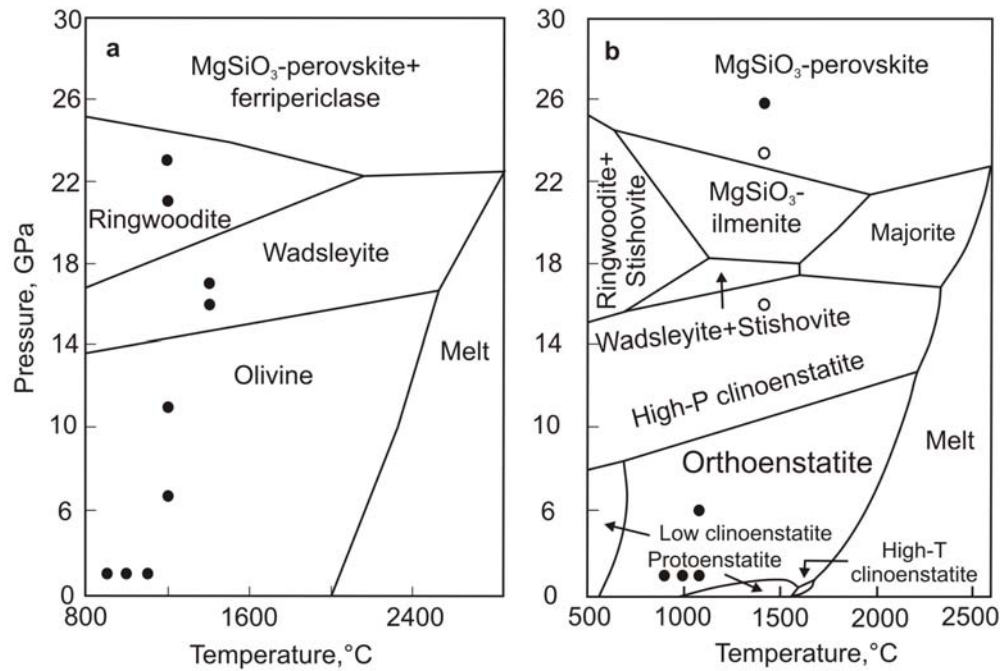 a
MgSiO₃-perovskite+
ferripericlase
Ringwoodite
Wadsleyite
Olivine
Melt
30
26
22
18
14
10
6
0
Pressure, GPa
800
1600
2400
Temperature,°C
b
MgSiO₃-perovskite
Ringwoodite+
Stishovite
MgSiO₃-
ilmenite
Majorite
Wadsleyite+Stishovite
High-P clinoenstatite
Melt
Orthoenstatite
Low clinoenstatite
Protoenstatite
High-T
clinoenstatite
30
26
22
18
14
10
6
0
500
1000
1500
2000
2500
Temperature,°C